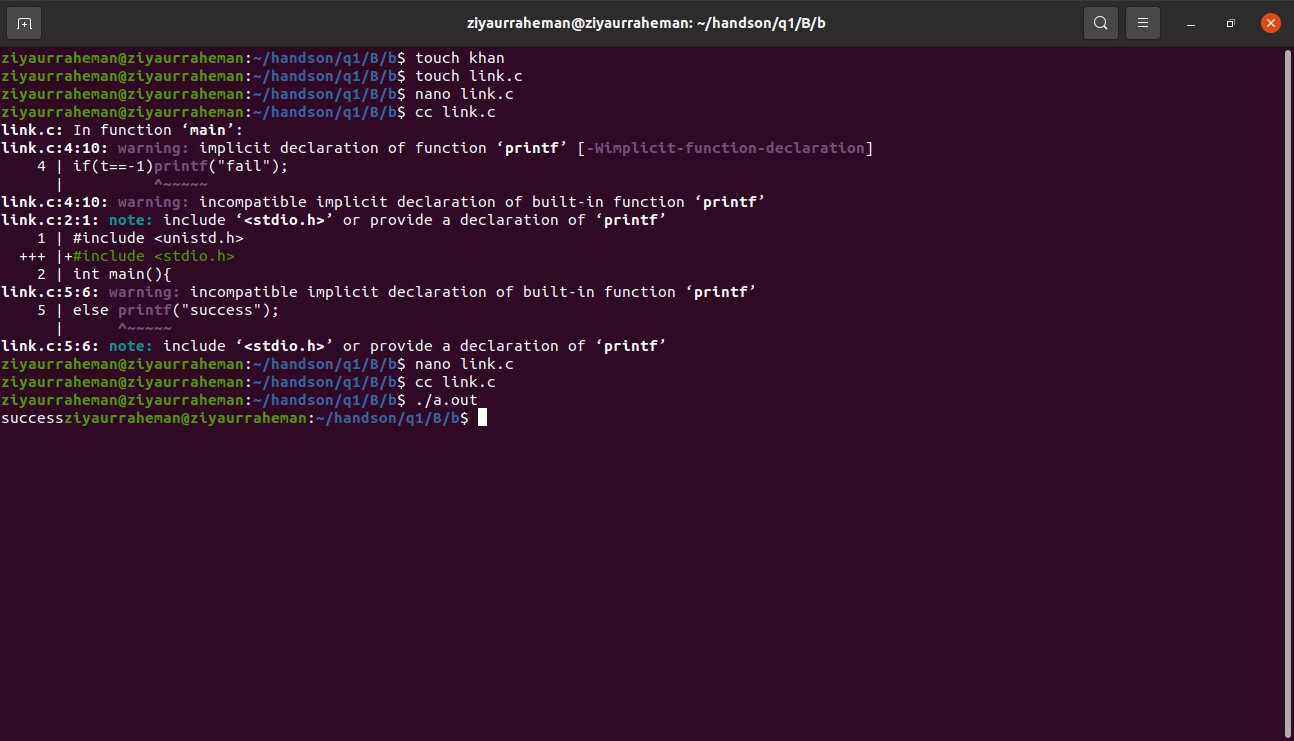 ziyaurraheman@ziyaurraheman: ~/handson/q1/B/b
ziyaurraheman@ziyaurraheman:~/handson/q1/B/b$ touch khan
ziyaurraheman@ziyaurraheman:~/handson/q1/B/b$ touch link.c
ziyaurraheman@ziyaurraheman:~/handson/q1/B/b$ nano link.c
ziyaurraheman@ziyaurraheman:~/handson/q1/B/b$ cc link.c
link.c: In function ‘main’:
link.c:4:10: warning: implicit declaration of function ‘printf’ [-Wimplicit-function-declaration]
    4 | if(t==-1)printf("fail");
      |          ^~~~~~
link.c:4:10: warning: incompatible implicit declaration of built-in function ‘printf’
link.c:2:1: note: include ‘<stdio.h>’ or provide a declaration of ‘printf’
    1 | #include <unistd.h>
  +++ |+#include <stdio.h>
    2 | int main(){
link.c:5:6: warning: incompatible implicit declaration of built-in function ‘printf’
    5 | else printf("success");
      |      ^~~~~~
link.c:5:6: note: include ‘<stdio.h>’ or provide a declaration of ‘printf’
ziyaurraheman@ziyaurraheman:~/handson/q1/B/b$ nano link.c
ziyaurraheman@ziyaurraheman:~/handson/q1/B/b$ cc link.c
ziyaurraheman@ziyaurraheman:~/handson/q1/B/b$ ./a.out
successziyaurraheman@ziyaurraheman:~/handson/q1/B/b$